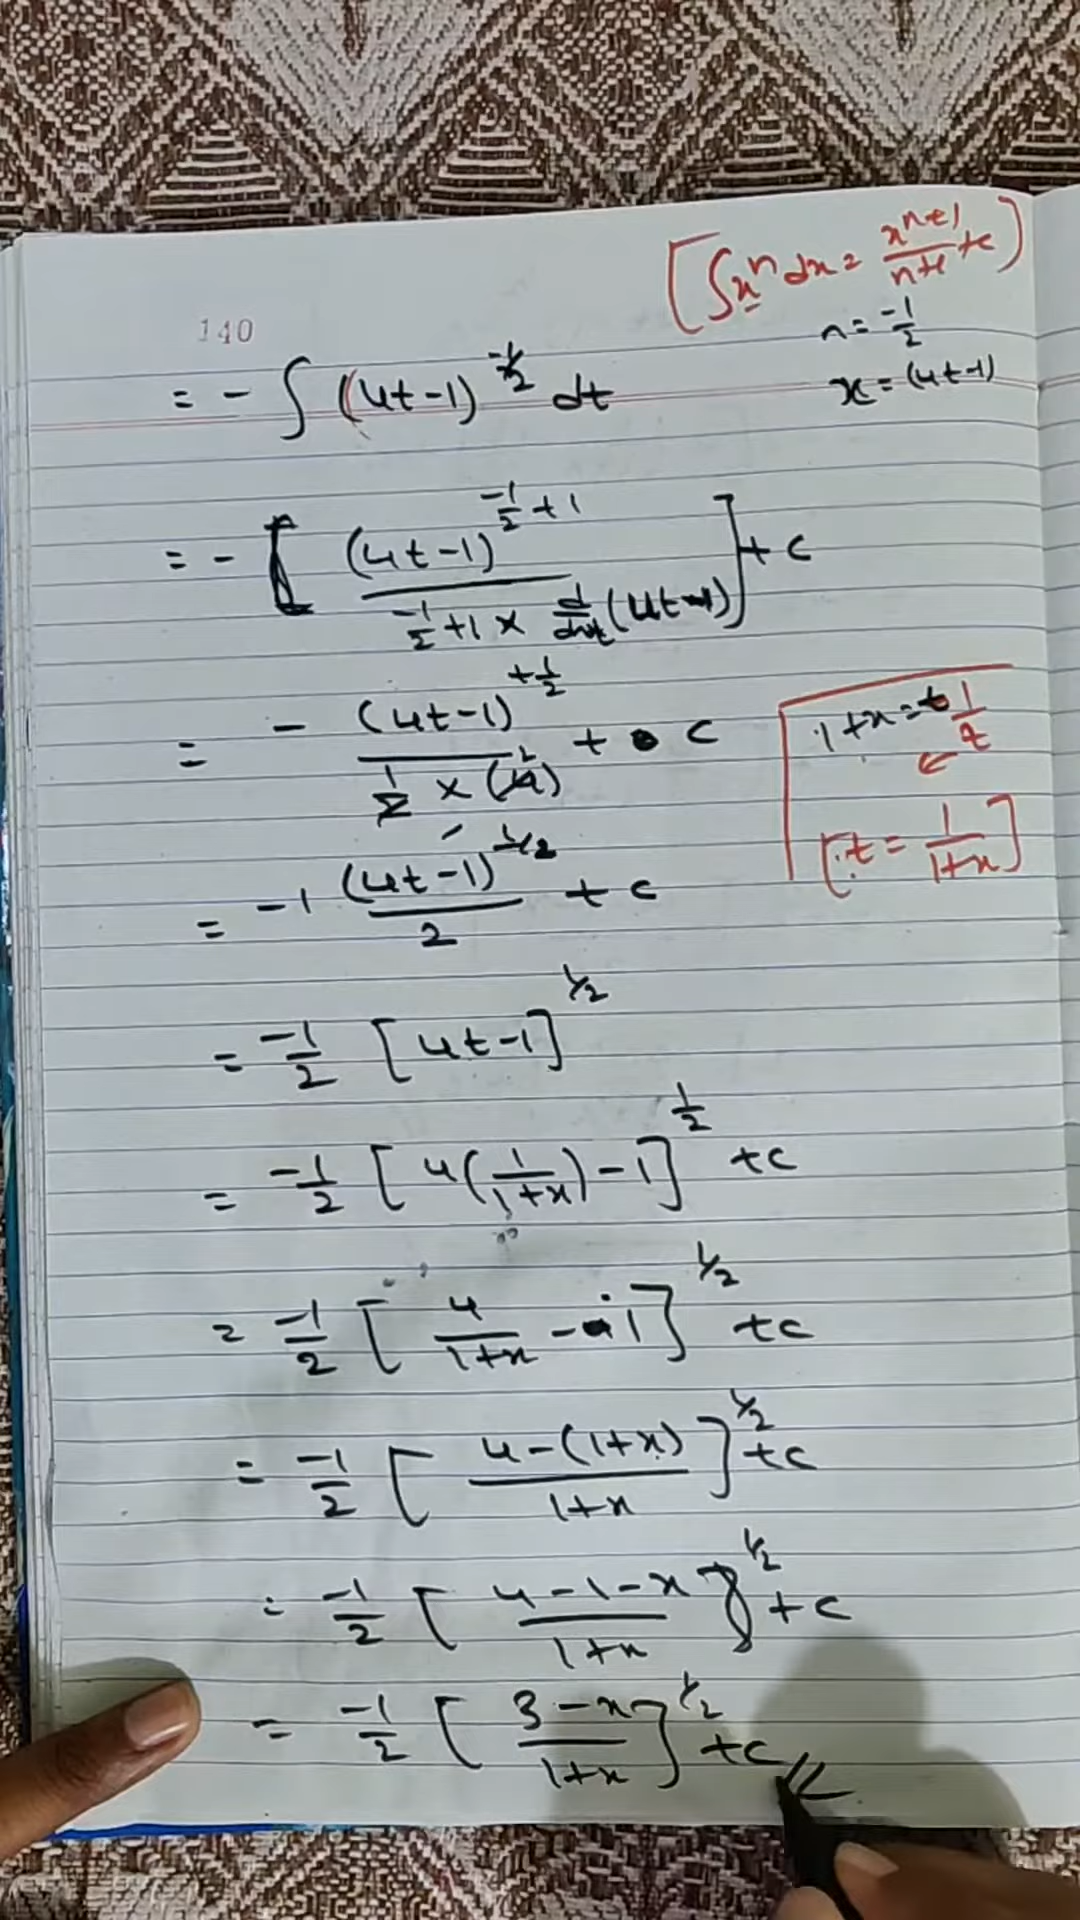 [∫xⁿ dx = xⁿ⁺¹/n+1 + c]
140
n = -1/2
x = (4t-1)
= - ∫ (4t-1)^-1/2 dt
= - [ (4t-1)^(-1/2+1) / -1/2+1 × d/dt (4t-1) ] + c
= - (4t-1)^+1/2 / 1/2 × (4) 2 + c
1+x = 1/t
[∴t = 1/1+x]
= -1 (4t-1)^1/2 / 2 + c
= -1/2 [4t-1]^1/2
= -1/2 [4(1/1+x)-1]^1/2 +c
= -1/2 [4/1+x - 1]^1/2 +c
= -1/2 [4-(1+x)/1+x]^1/2 +c
= -1/2 [4-1-x/1+x]^1/2 +c
= -1/2 [3-x/1+x]^1/2 +c //